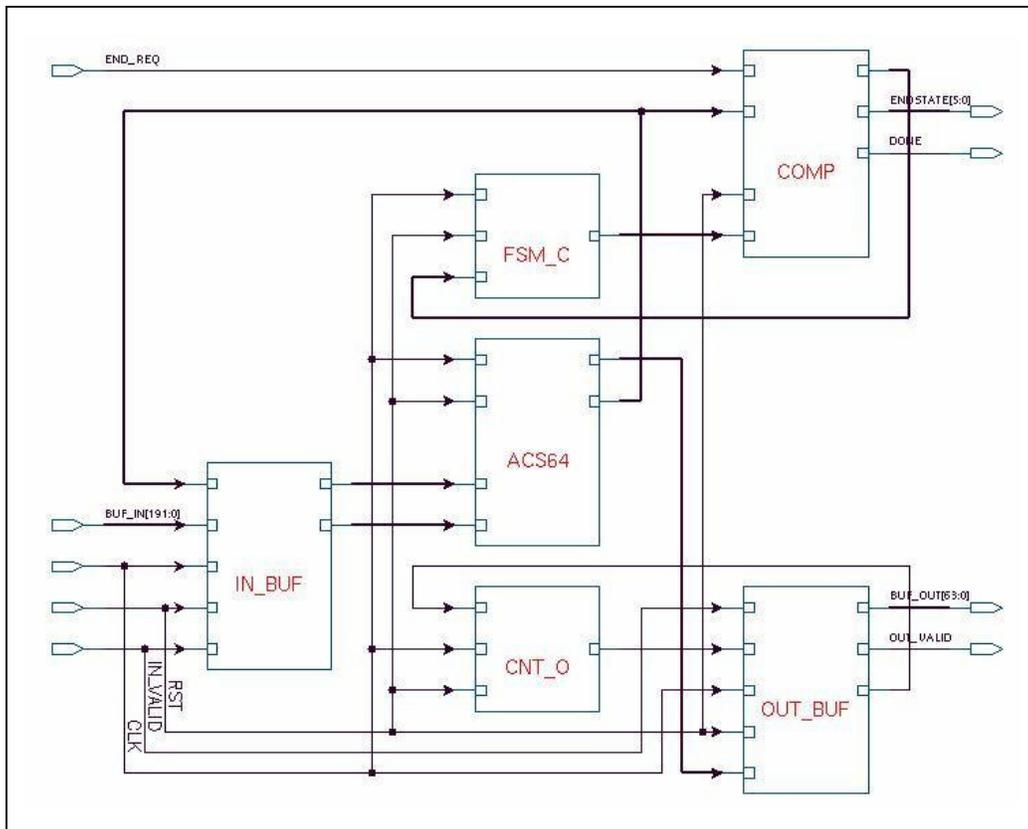 END_REQ
ENDSTATE[5:0]
DONE
COMP
FSM_C
ACS64
BUF_IN[191:0]
IN_BUF
BUF_OUT[63:0]
OUT_VALID
CNT_O
OUT_BUF
RST
IN_VALID
CLK